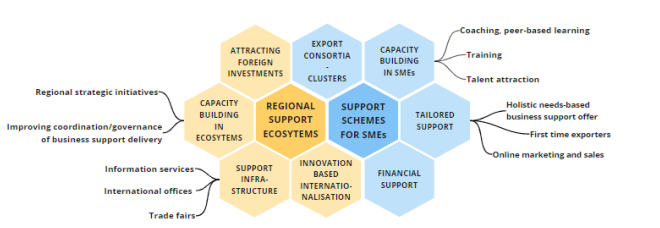 ATTRACTING
FOREIGN
INVESTMENTS
EXPORT
CONSORTIA
-
CLUSTERS
CAPACITY
BUILDING
IN SMEs
Coaching, peer-based learning
Training
Talent attraction
Regional strategic initiatives
Improving coordination/governance
of business support delivery
CAPACITY
BUILDING
IN
ECOSYTEMS
REGIONAL
SUPPORT
ECOSYTEMS
SUPPORT
SCHEMES
FOR SMEs
TAILORED
SUPPORT
Holistic needs-based
business support offer
First time exporters
Online marketing and sales
Information services
International offices
Trade fairs
SUPPORT
INFRA-
STRUCTURE
INNOVATION
BASED
INTERNATIO-
NALISATION
FINANCIAL
SUPPORT